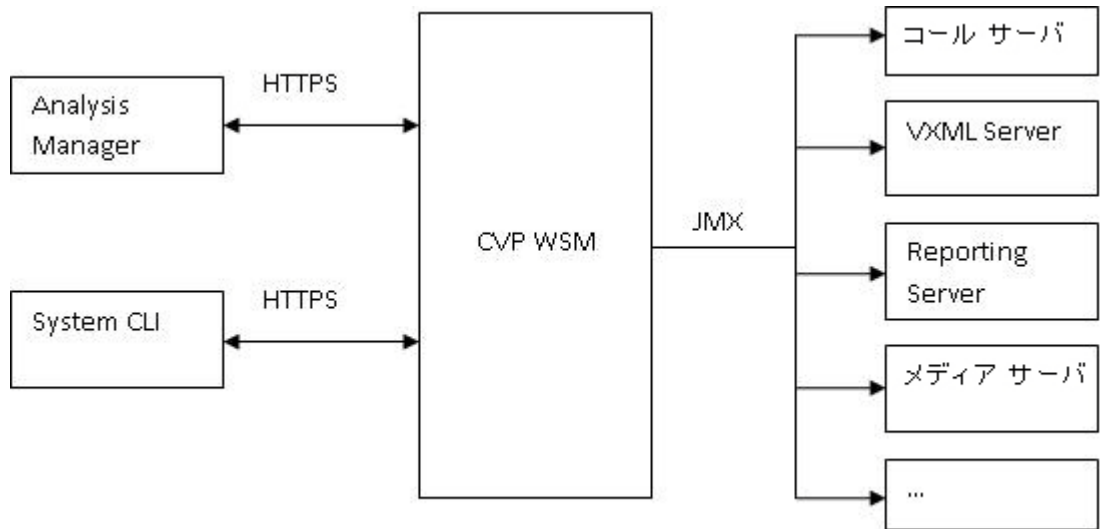 Analysis
Manager
HTTPS
System CLI
HTTPS
CVP WSM
JMX
コール サーバ
VXML Server
Reporting
Server
メディア サーバ
...